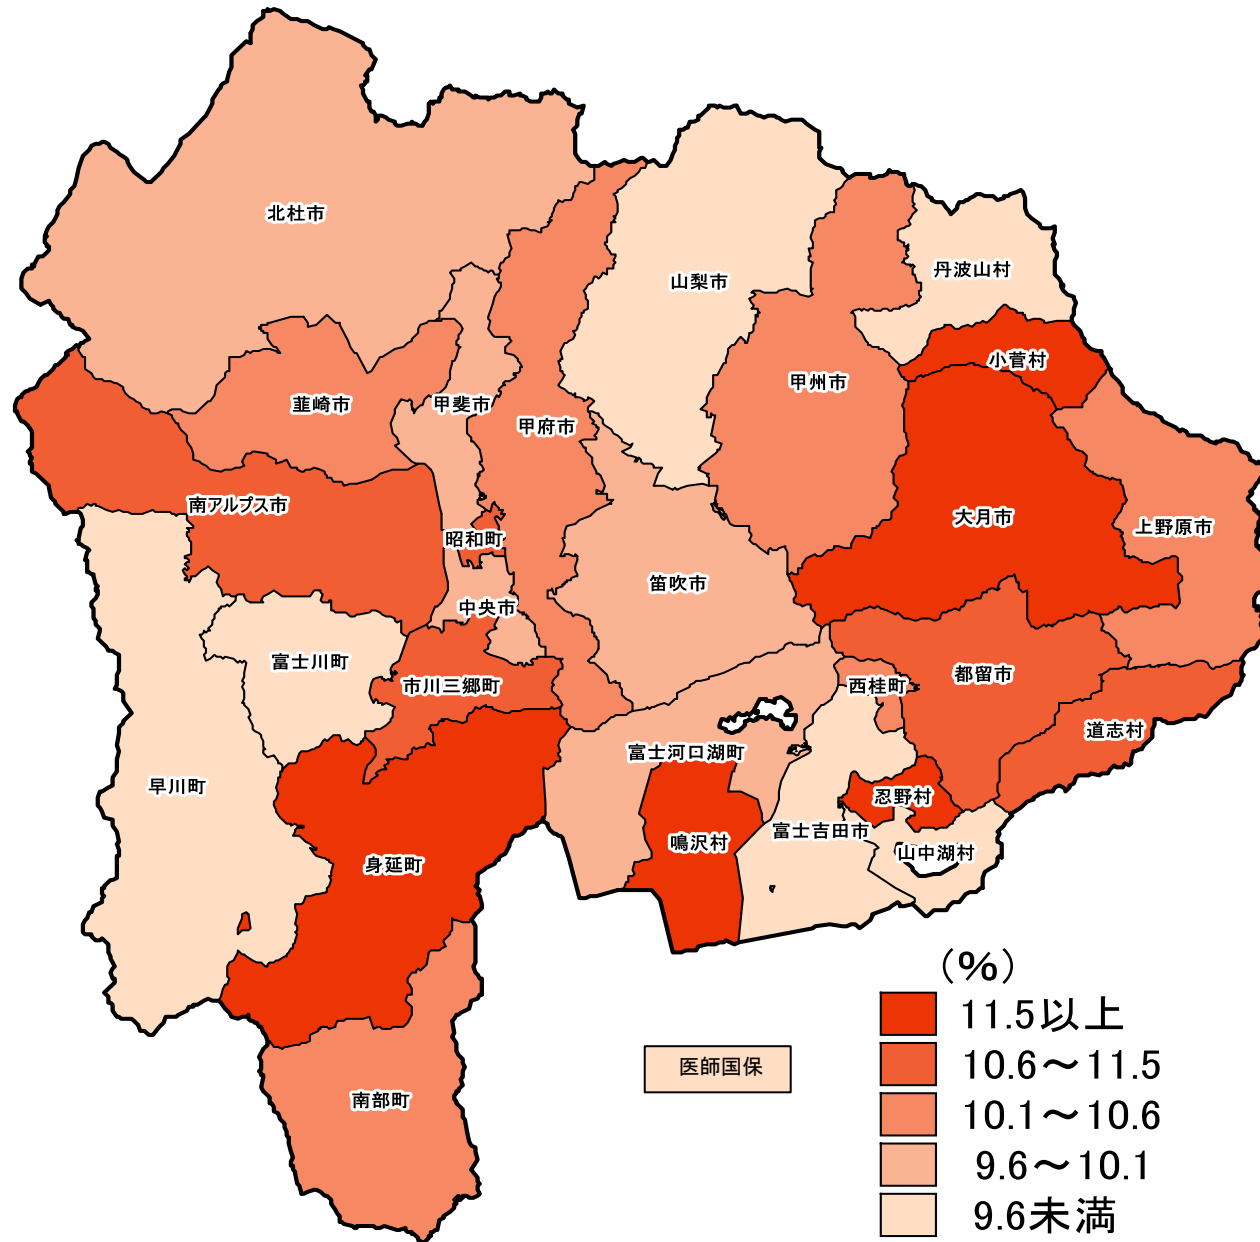 北杜市
丹波山村
山梨市
小菅村
甲州市
韮崎市
甲斐市
甲府市
南アルプス市
大月市
上野原市
昭和町
笛吹市
中央市
富士川町
都留市
市川三郷町
西桂町
道志村
富士河口湖町
早川町
忍野村
富士吉田市
鳴沢村
山中湖村
身延町
(%)
11.5以上
10.6～11.5
医師国保
南部町
10.1～10.6
9.6～10.1
9.6未満